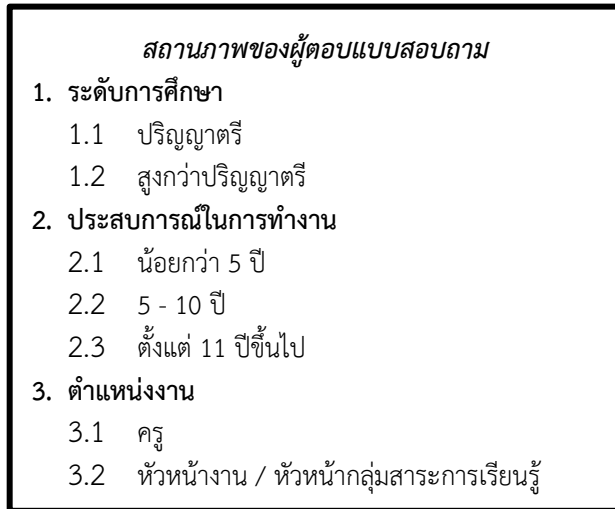 สถานภาพของผู้ตอบแบบสอบถาม
1. ระดับการศึกษา
1.1 ปริญญาตรี
1.2 สูงกว่าปริญญาตรี
2. ประสบการณ์ในการทำงาน
2.1 น้อยกว่า 5 ปี
2.2 5 - 10 ปี
2.3 ตั้งแต่ 11 ปีขึ้นไป
3. ตำแหน่งงาน
3.1 ครู
3.2 หัวหน้างาน / หัวหน้ากลุ่มสาระการเรียนรู้